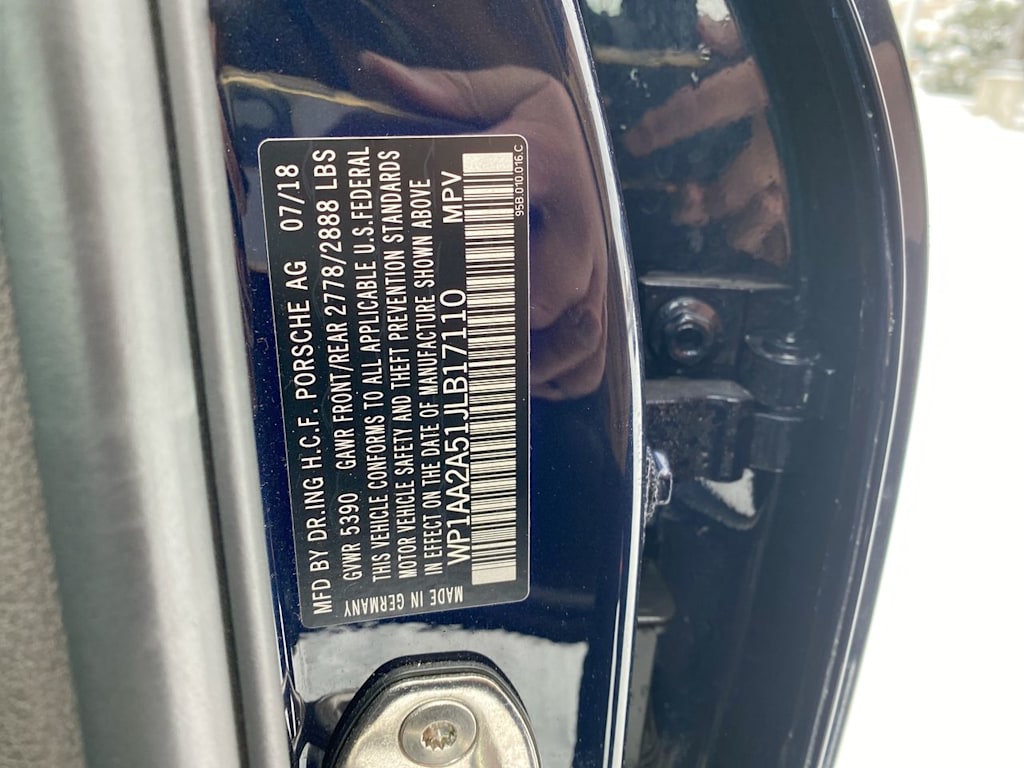 MFD BY DR.ING H.C.F. PORSCHE AG 07/18
GVWR 5390 GAWR FRONT/REAR 2778/2888 LBS
THIS VEHICLE CONFORMS TO ALL APPLICABLE U.S.FEDERAL
MOTOR VEHICLE SAFETY AND THEFT PREVENTION STANDARDS
IN EFFECT ON THE DATE OF MANUFACTURE SHOWN ABOVE
WP1AA2A51JLB17110 MPV
95B.010.016.C
MADE IN GERMANY